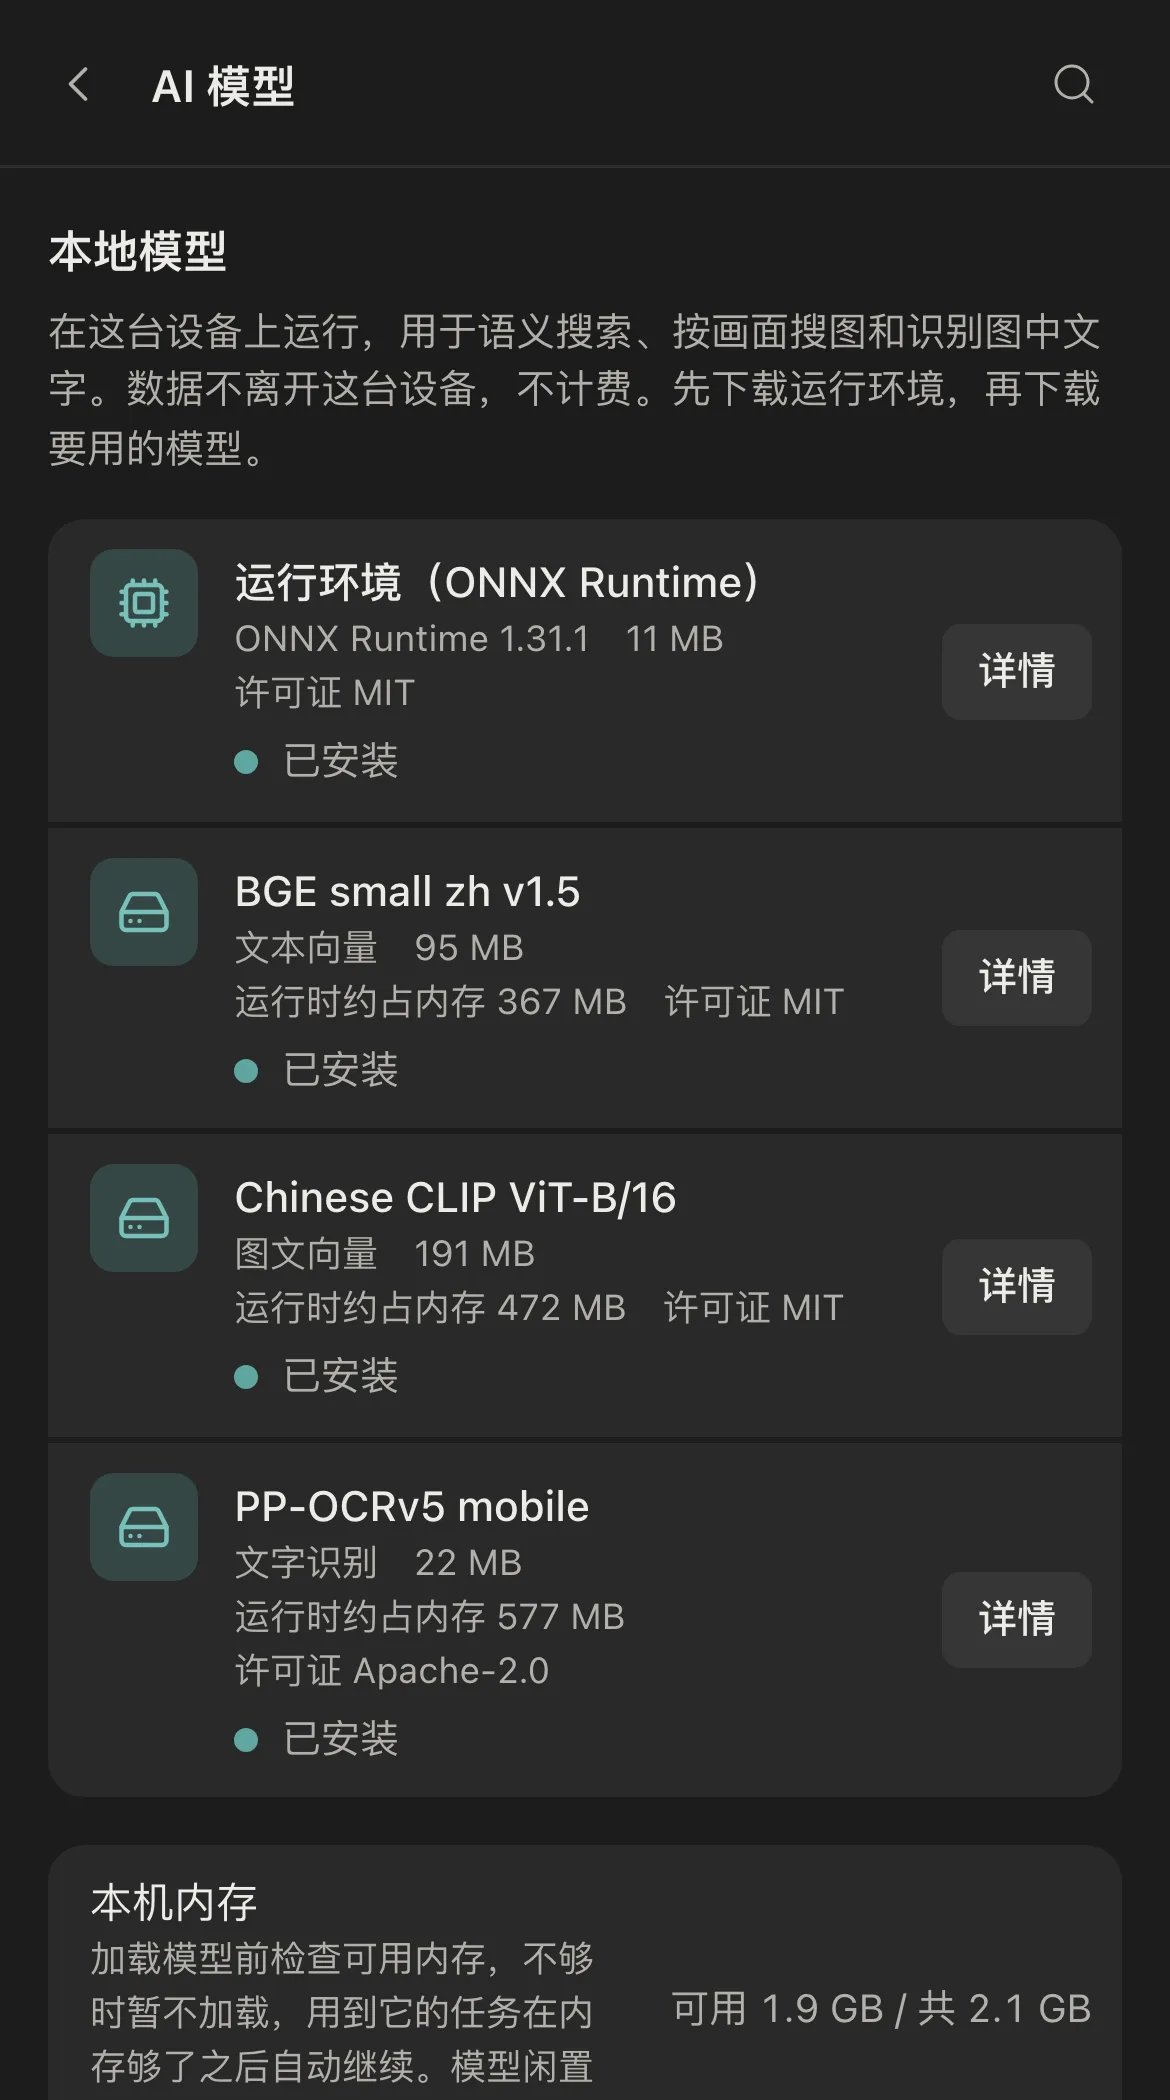 AI 模型
本地模型
在这台设备上运行，用于语义搜索、按画面搜图和识别图中文
字。数据不离开这台设备，不计费。先下载运行环境，再下载
要用的模型。
运行环境（ONNX Runtime）
ONNX Runtime 1.31.1 11 MB
许可证 MIT
已安装
详情
BGE small zh v1.5
文本向量 95 MB
运行时约占内存 367 MB 许可证 MIT
已安装
详情
Chinese CLIP ViT-B/16
图文向量 191 MB
运行时约占内存 472 MB 许可证 MIT
已安装
详情
PP-OCRv5 mobile
文字识别 22 MB
运行时约占内存 577 MB
许可证 Apache-2.0
已安装
详情
本机内存
加载模型前检查可用内存，不够
时暂不加载，用到它的任务在内
存够了之后自动继续。模型闲置
可用 1.9 GB / 共 2.1 GB